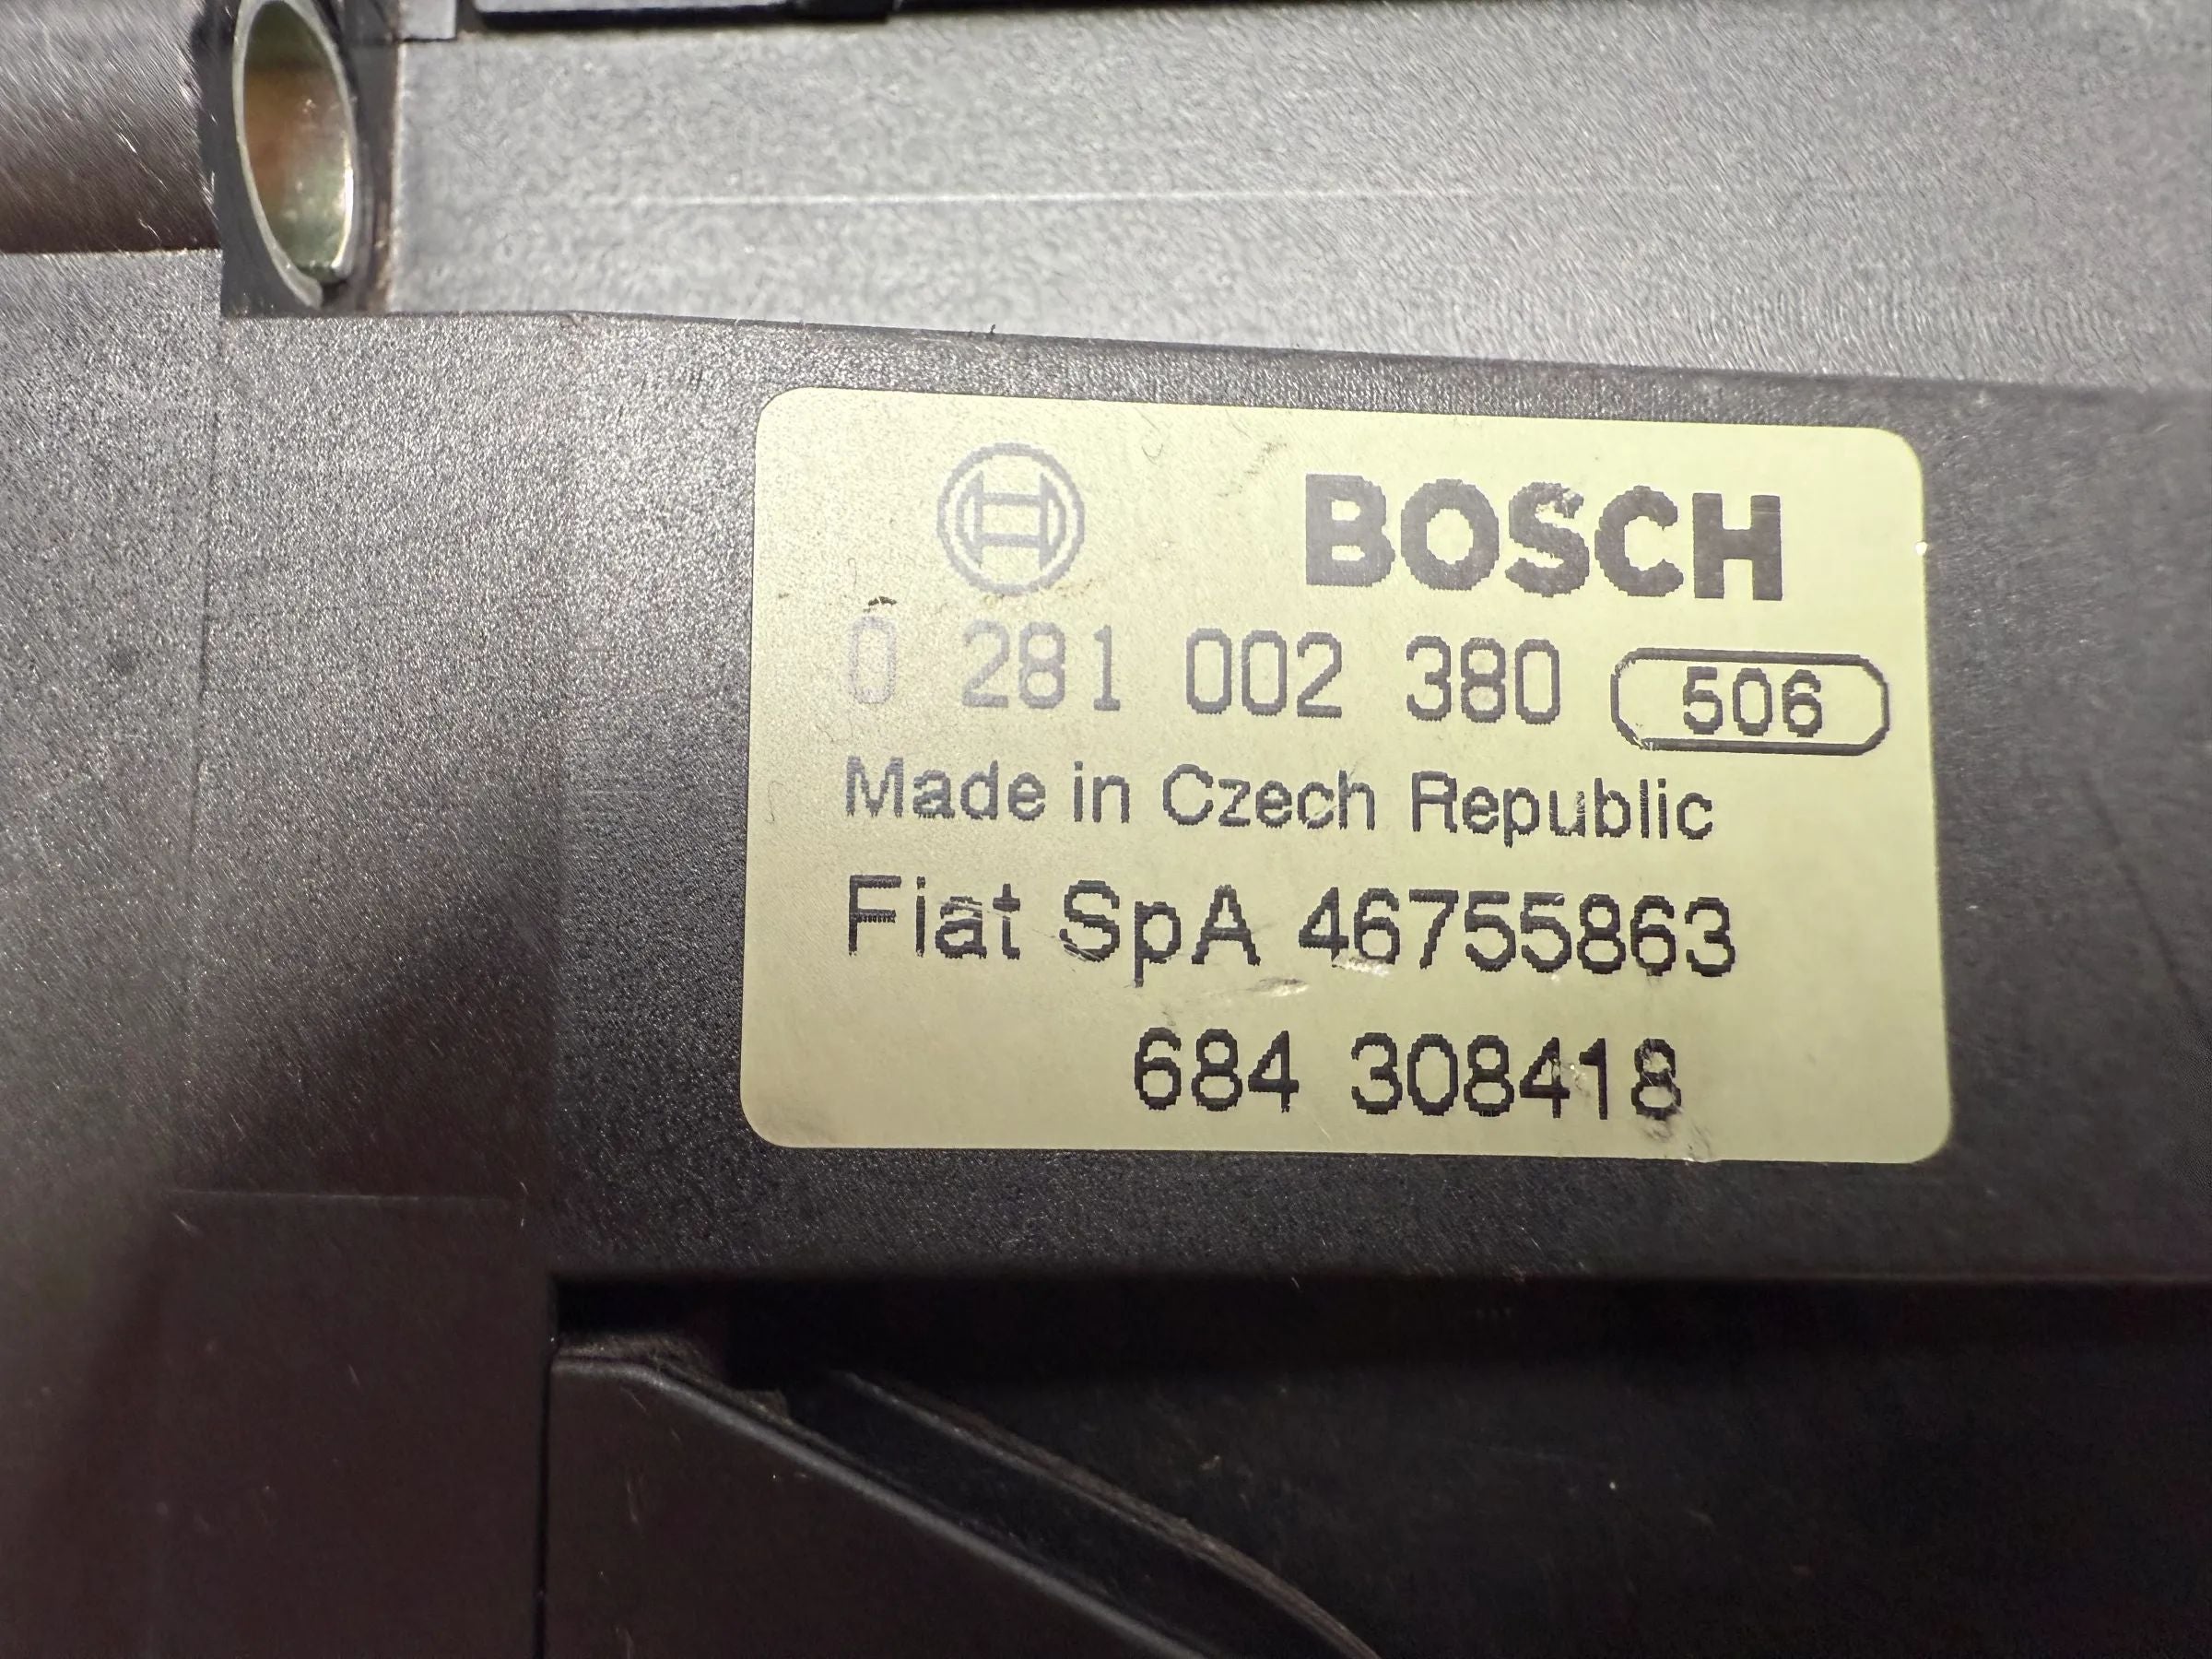 BOSCH
0 281 002 380 506
Made in Czech Republic
Fiat SpA 46755863
684 308418